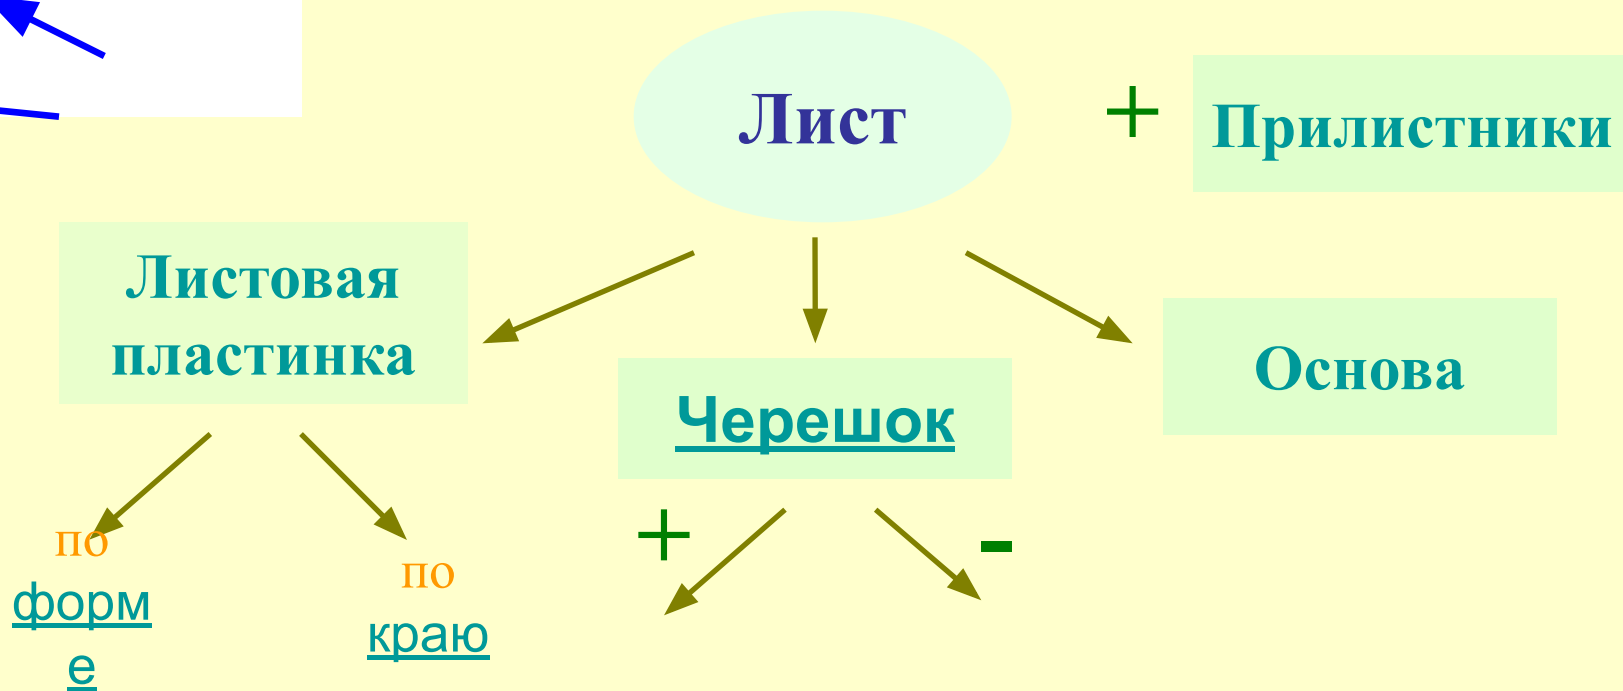 Лист
+
Прилистники
Листовая
пластинка
Черешок
Основа
по
форм
е
по
краю
+
-